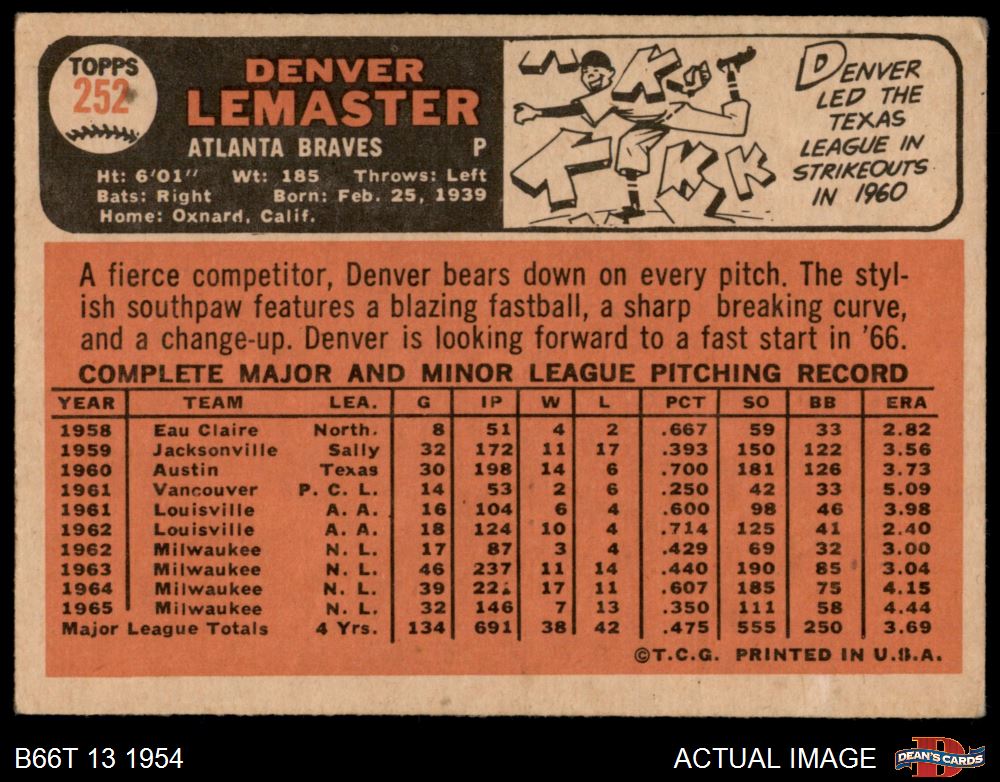 TOPPS
252
DENVER
LEMASTER
ATLANTA BRAVES P
Ht: 6'01" Wt: 185 Throws: Left
Bats: Right Born: Feb. 25, 1939
Home: Oxnard, Calif.
K
K K
DENVER
LED THE
TEXAS
LEAGUE IN
STRIKEOUTS
IN 1960
A fierce competitor, Denver bears down on every pitch. The styl-
ish southpaw features a blazing fastball, a sharp breaking curve,
and a change-up. Denver is looking forward to a fast start in '66.
COMPLETE MAJOR AND MINOR LEAGUE PITCHING RECORD
YEAR TEAM LEA. G IP W L PCT SO BB ERA
1958 Eau Claire North. 8 51 4 2 .667 59 33 2.82
1959 Jacksonville Sally 32 172 11 17 .393 150 122 3.56
1960 Austin Texas 30 198 14 6 .700 181 126 3.73
1961 Vancouver P. C. L. 14 53 2 6 .250 42 33 5.09
1961 Louisville A. A. 16 104 6 4 .600 98 46 3.98
1962 Louisville A. A. 18 124 10 4 .714 125 41 2.40
1962 Milwaukee N. L. 17 87 3 4 .429 69 32 3.00
1963 Milwaukee N. L. 46 237 11 14 .440 190 85 3.04
1964 Milwaukee N. L. 39 17 11 .607 185 75 4.15
1965 Milwaukee N. L. 32 146 7 13 .350 111 58 4.44
Major League Totals 4 Yrs. 134 691 38 42 .475 555 250 3.69
©T.C.G. PRINTED IN U.S.A.
B66T 13 1954
ACTUAL IMAGE
D
DEAN'S CARDS